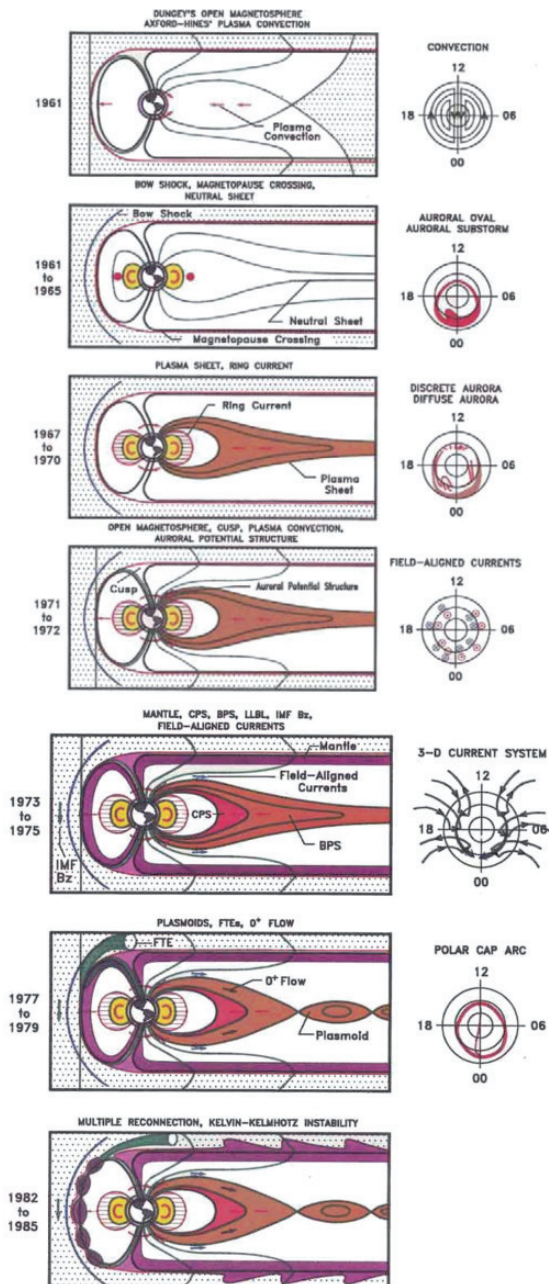 DUNGEY'S OPEN MAGNETOSPHERE
AXFORD-HINES' PLASMA CONVECTION
1961
Plasma
Convection
CONVECTION
12
18
06
00
BOW SHOCK, MAGNETOPAUSE CROSSING,
NEUTRAL SHEET
1961
to
1965
Bow Shock
Neutral Sheet
Magnetopause Crossing
AURORAL OVAL
AURORAL SUBSTORM
12
18
06
00
PLASMA SHEET, RING CURRENT
1967
to
1970
Ring Current
Plasma
Sheet
DISCRETE AURORA
DIFFUSE AURORA
12
18
06
00
OPEN MAGNETOSPHERE, CUSP, PLASMA CONVECTION,
AURORAL POTENTIAL STRUCTURE
1971
to
1972
Cusp
Auroral Potential Structure
FIELD-ALIGNED CURRENTS
12
18
06
00
MANTLE, CPS, BPS, LLBL, IMF Bz,
FIELD-ALIGNED CURRENTS
1973
to
1975
Mantle
Field-Aligned
Currents
CPS
BPS
IMF
Bz
3-D CURRENT SYSTEM
12
18
06
00
PLASMOIDS, FTEs, O+ FLOW
1977
to
1979
FTE
O+ Flow
Plasmoid
POLAR CAP ARC
12
18
06
00
MULTIPLE RECONNECTION, KELVIN-KELMHOTZ INSTABILITY
1982
to
1985